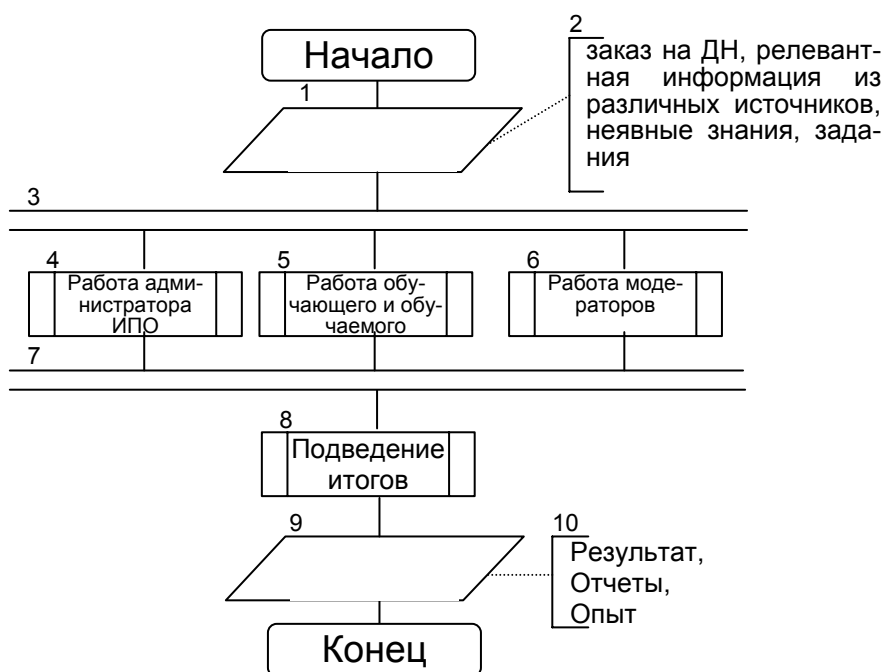 Начало
1
2
заказ на ДН, релевант-
ная информация из
различных источников,
неявные знания, зада-
ния
3
4
Работа адми-
нистратора
ИПО
5
Работа обу-
чающего и обу-
чаемого
6
Работа моде-
раторов
7
8
Подведение
итогов
9
10
Результат,
Отчеты,
Опыт
Конец